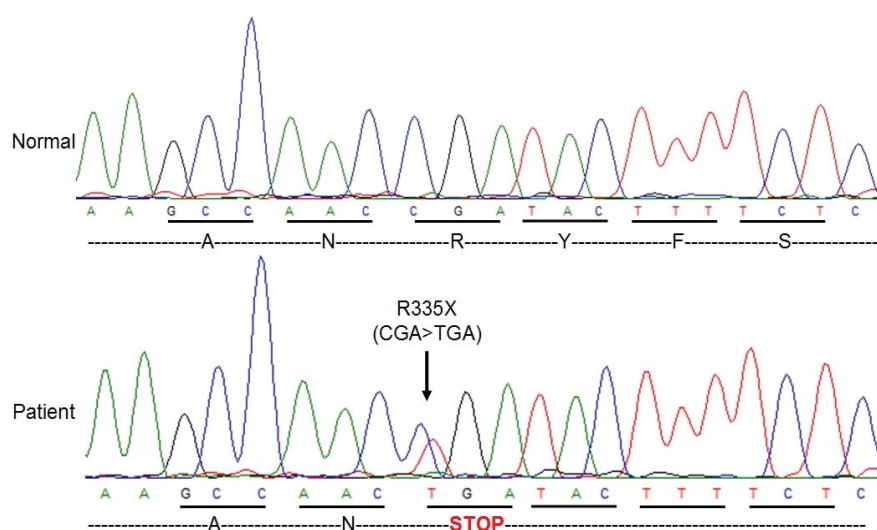 Normal
A A G C C A A C C G A T A C T T T T C T C
-----------------A-----------N---------R---------Y---------F---------S---------
R335X
(CGA>TGA)
Patient
A A G C C A A C T G A T A C T T T T C T C
-----------------A-----------N-----------STOP-----------------------------------